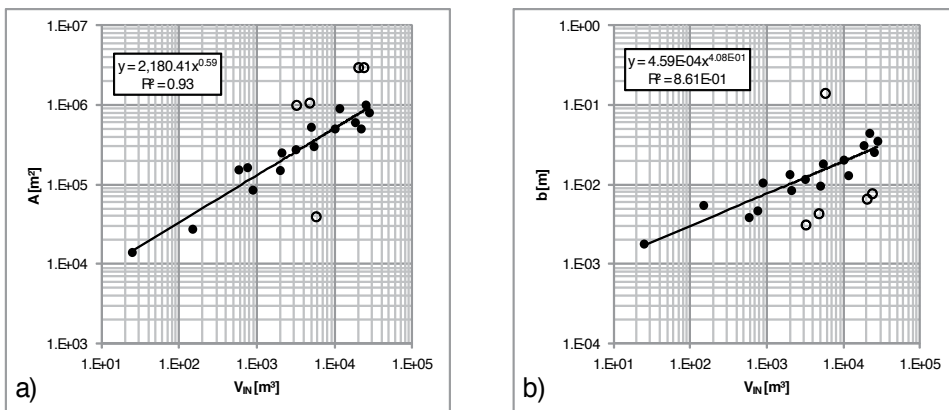 1.E+07
1.E+06
1.E+05
1.E+04
1.E+03
A [m²]
y = 2,180.41x^0.59
R² = 0.93
1.E+01 1.E+02 1.E+03 1.E+04 1.E+05
V_IN [m³]
a)
1.E+00
1.E-01
1.E-02
1.E-03
1.E-04
b [m]
y = 4.59E-04x^4.08E-01
R² = 8.61E-01
1.E+01 1.E+02 1.E+03 1.E+04 1.E+05
V_IN [m³]
b)